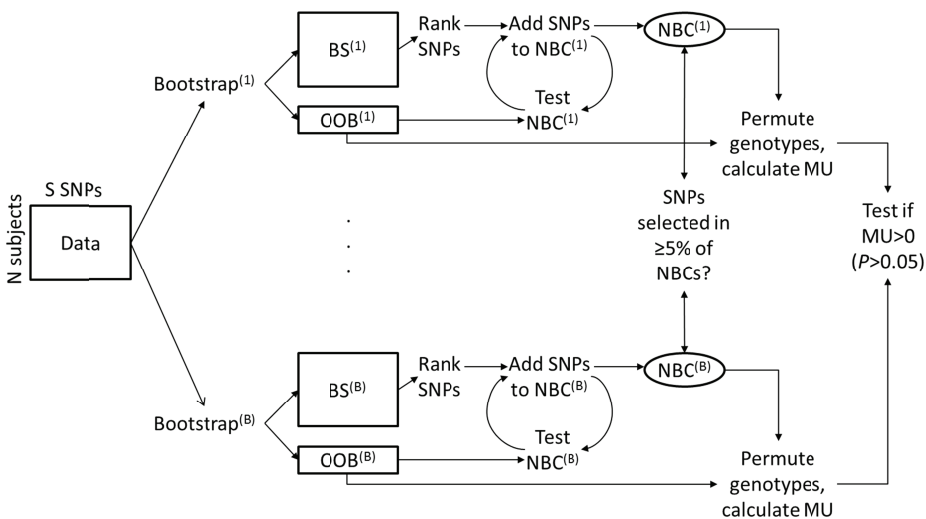 N subjects
S SNPs
Data
Bootstrap(1)
BS(1)
OOB(1)
Rank
SNPs
Add SNPs
to NBC(1)
Test
NBC(1)
NBC(1)
Permute
genotypes,
calculate MU
.
.
.
SNPs
selected in
≥5% of
NBCs?
Test if
MU>0
(P>0.05)
Bootstrap(B)
BS(B)
OOB(B)
Rank
SNPs
Add SNPs
to NBC(B)
Test
NBC(B)
NBC(B)
Permute
genotypes,
calculate MU